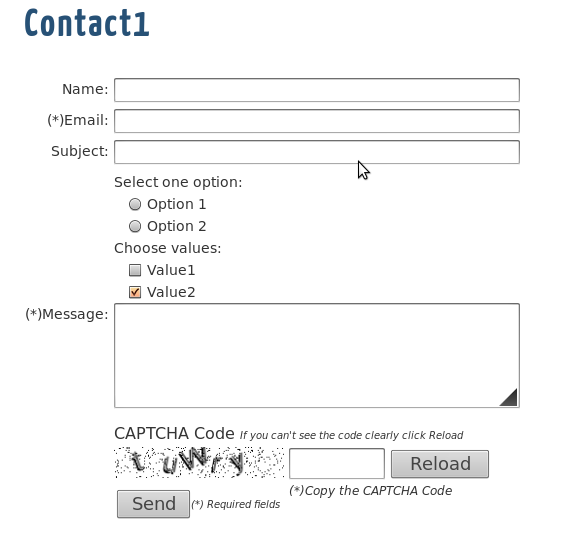 Contact1
Name:
(*)Email:
Subject:
Select one option:
Option 1
Option 2
Choose values:
Value1
Value2
(*)Message:
CAPTCHA Code If you can't see the code clearly click Reload
Reload
(*)Copy the CAPTCHA Code
Send (*) Required fields